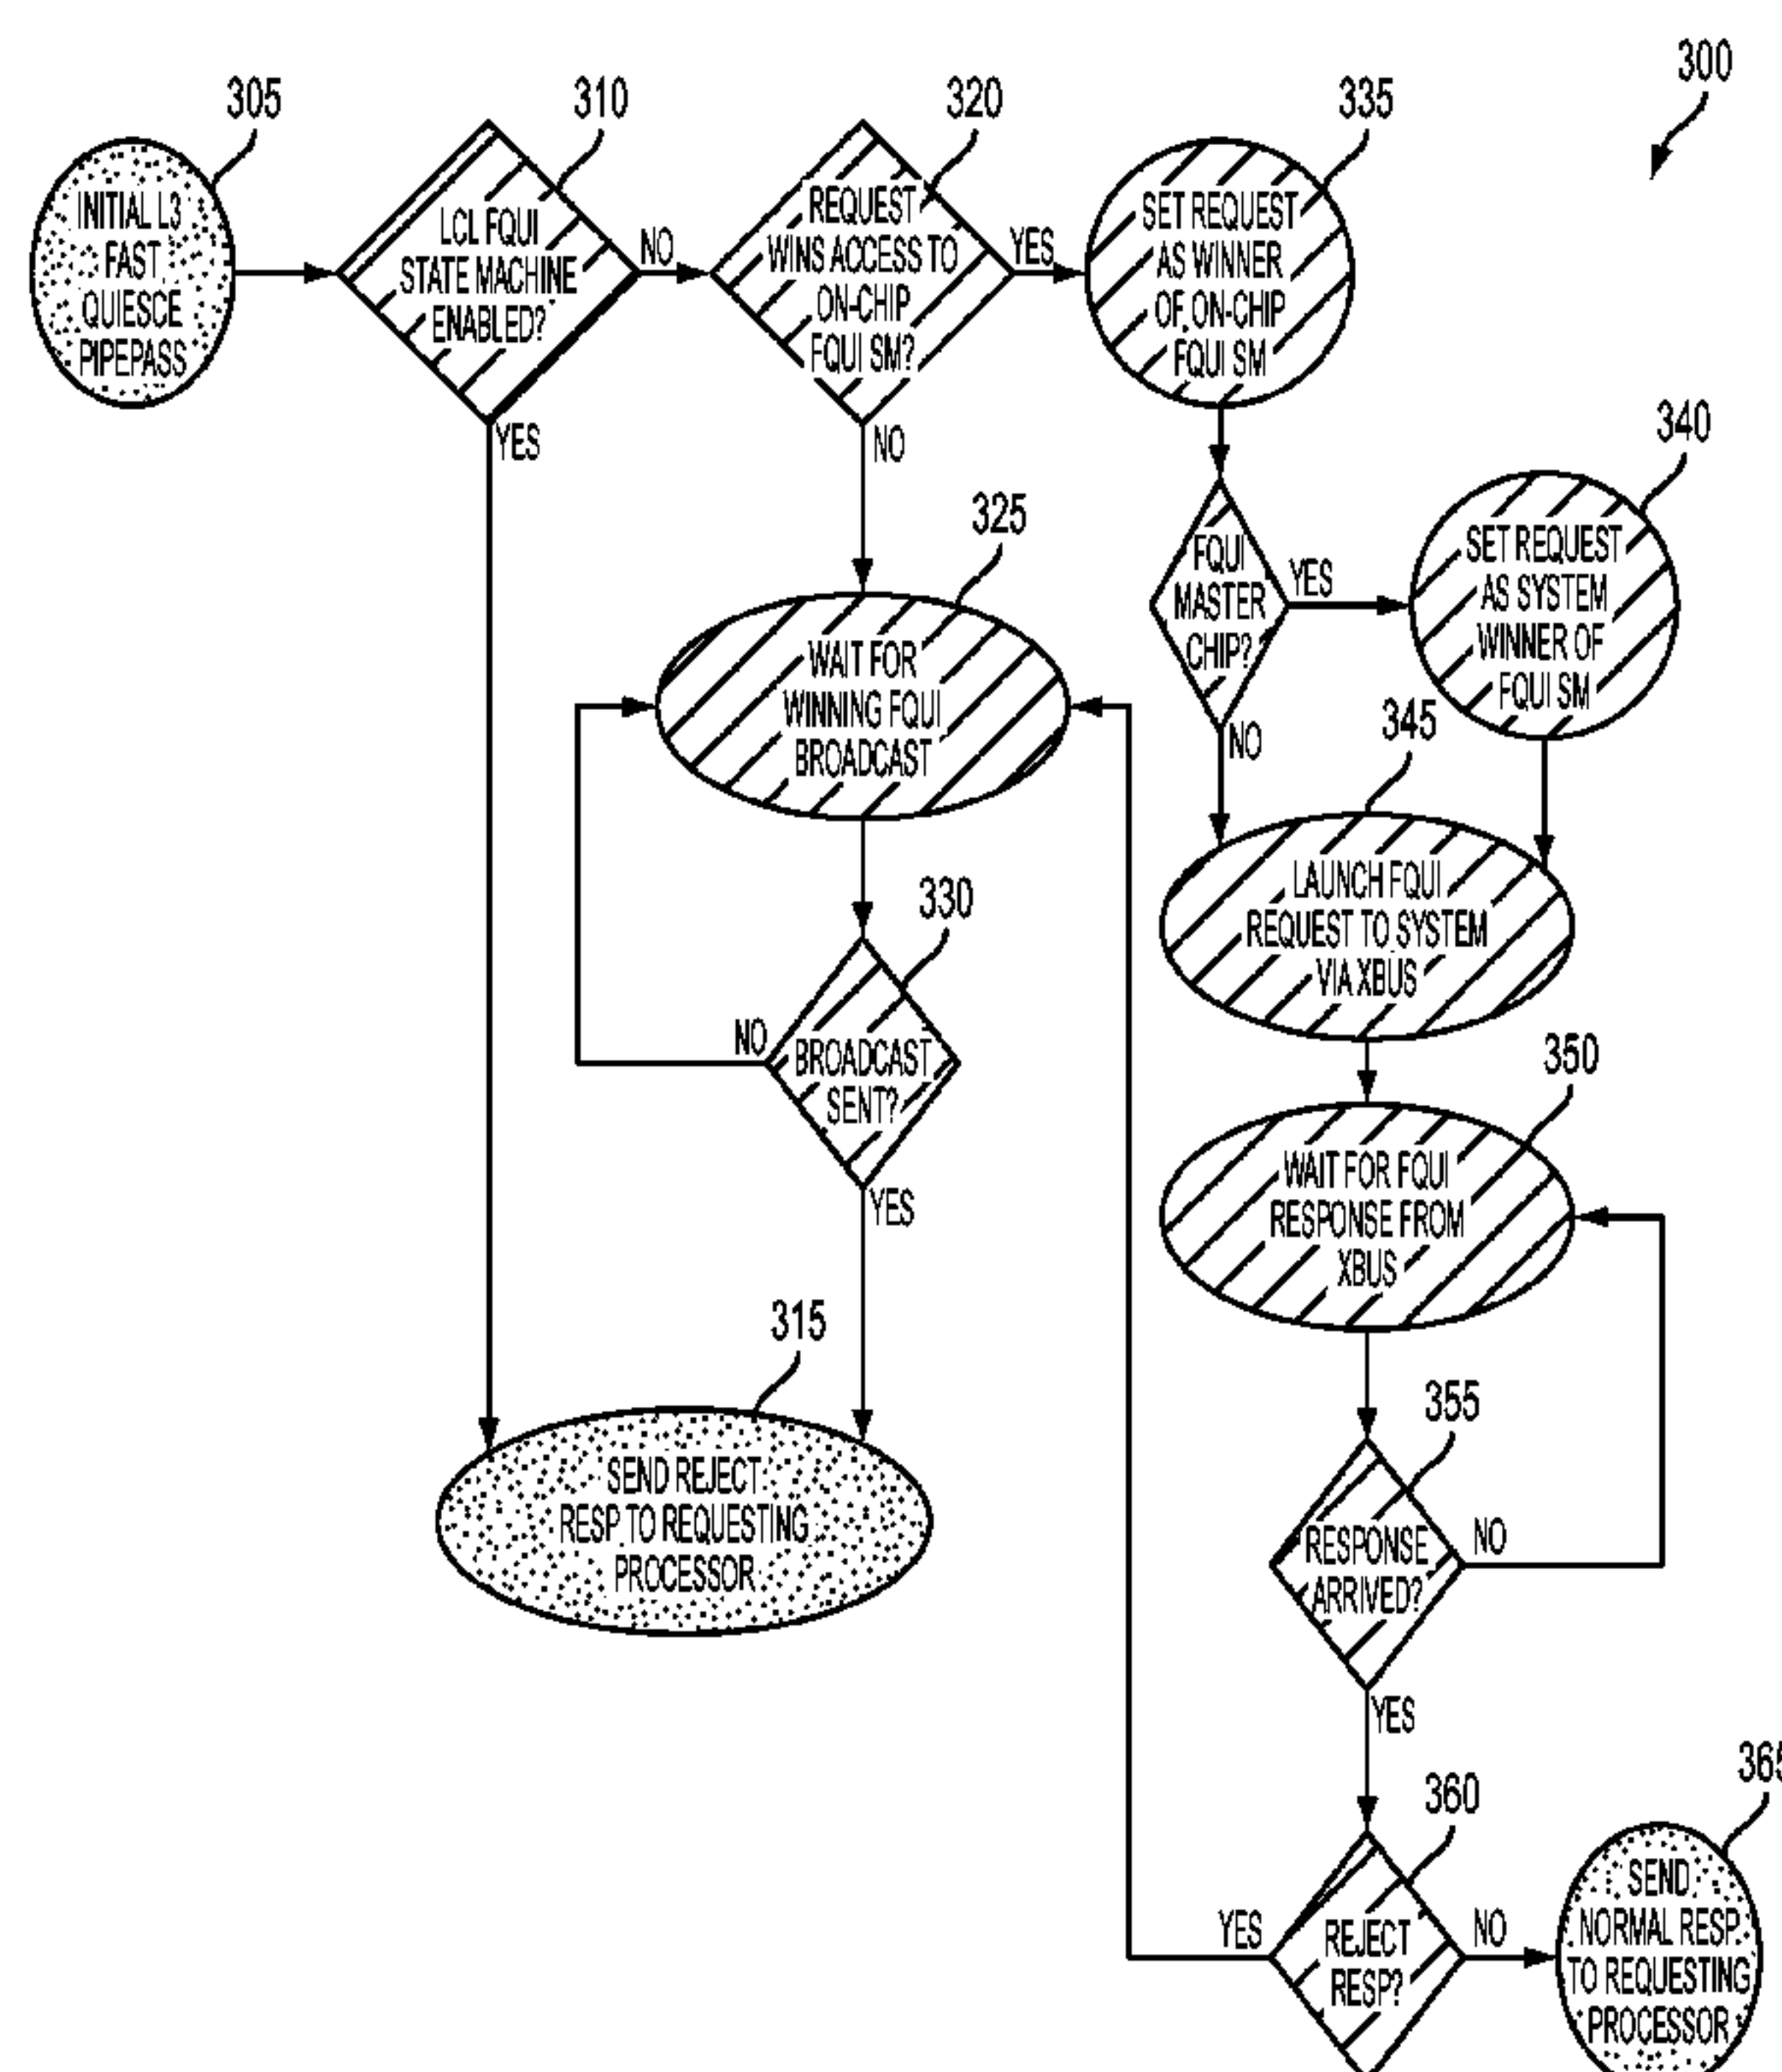 300
305
INITIAL L3
FAST
QUIESCE
PIPEPASS
310
LCL FQUI
STATE MACHINE
ENABLED?
NO
YES
320
REQUEST
WINS ACCESS TO
ON-CHIP
FQUI SM?
YES
NO
335
SET REQUEST
AS WINNER
OF ON-CHIP
FQUI SM
FQUI
MASTER
CHIP?
YES
NO
340
SET REQUEST
AS SYSTEM
WINNER OF
FQUI SM
325
WAIT FOR
WINNING FQUI
BROADCAST
330
BROADCAST
SENT?
NO
YES
315
SEND REJECT
RESP TO REQUESTING
PROCESSOR
345
LAUNCH FQUI
REQUEST TO SYSTEM
VIA XBUS
350
WAIT FOR FQUI
RESPONSE FROM
XBUS
355
RESPONSE
ARRIVED?
NO
YES
360
REJECT
RESP?
YES
NO
365
SEND
NORMAL RESP.
TO REQUESTING
PROCESSOR